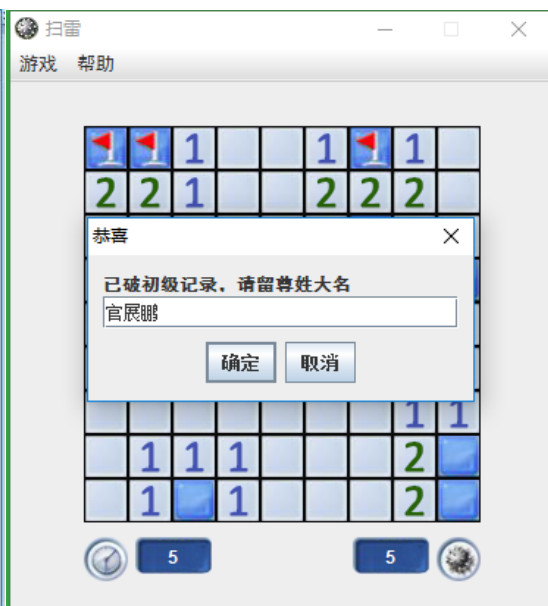 扫雷
游戏 帮助
1 1 1
2 2 1 2 2 2
恭喜
已破初级记录，请留尊姓大名
官展鹏
确定 取消
1 1
1 1 1 2
1 1 2
5 5